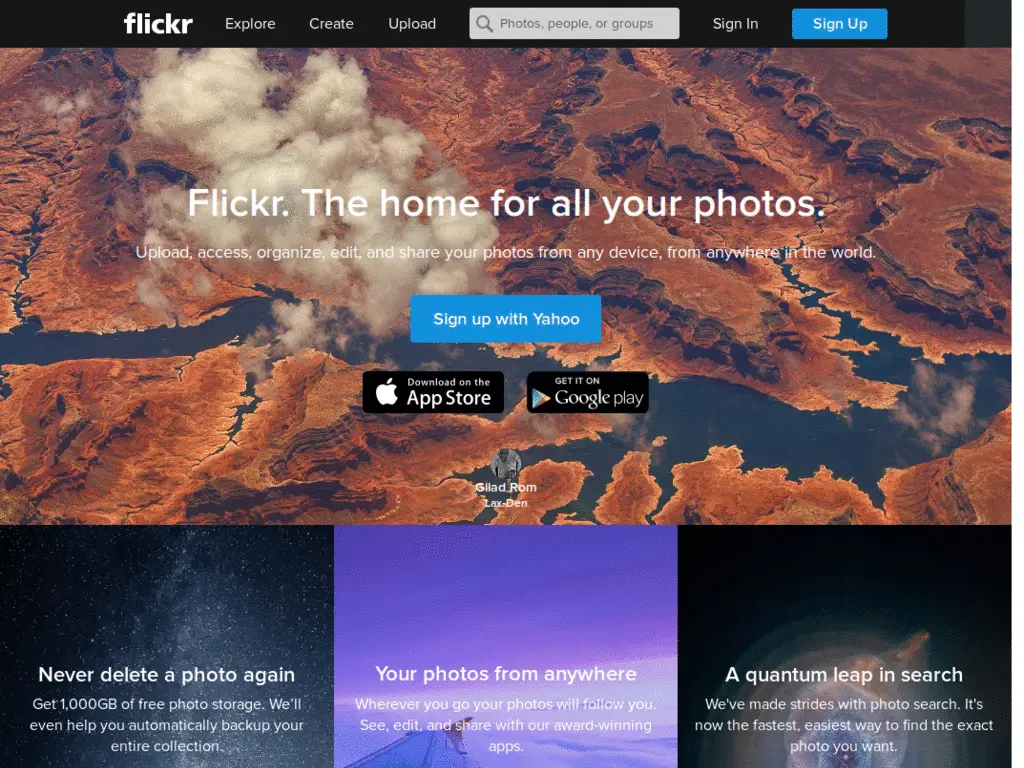 flickr Explore Create Upload Photos, people, or groups Sign In Sign Up
Flickr. The home for all your photos.
Upload, access, organize, edit, and share your photos from any device, from anywhere in the world.
Sign up with Yahoo
Download on the
App Store
GET IT ON
Google play
Gilad Rom
Lax-Den
Never delete a photo again
Get 1,000GB of free photo storage. We'll
even help you automatically backup your
entire collection.
Your photos from anywhere
Wherever you go your photos will follow you.
See, edit, and share with our award-winning
apps.
A quantum leap in search
We've made strides with photo search. It's
now the fastest, easiest way to find the exact
photo you want.